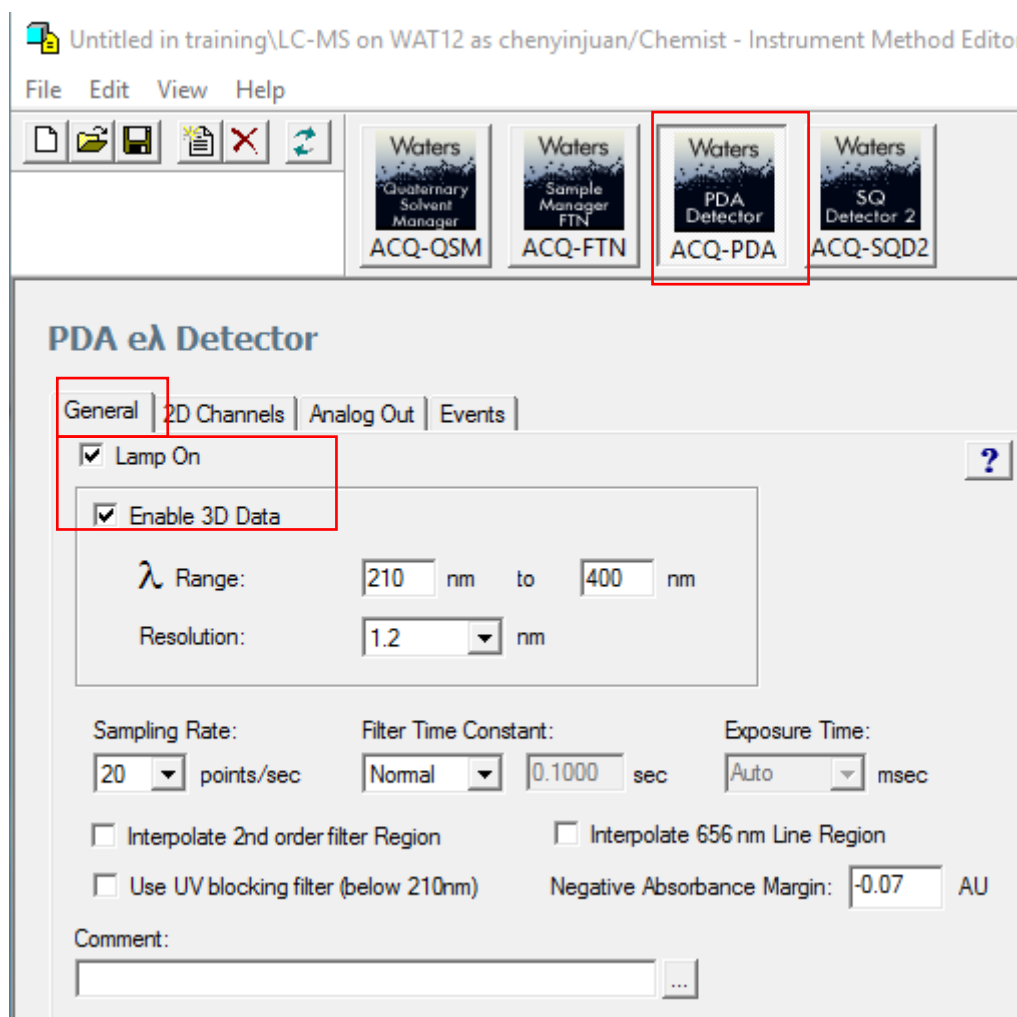 Untitled in training\LC-MS on WAT12 as chenyinjuan/Chemist - Instrument Method Edito
File Edit View Help
Waters Quaternary Solvent Manager ACQ-QSM
Waters Sample Manager FTN ACQ-FTN
Waters PDA Detector ACQ-PDA
Waters SQ Detector 2 ACQ-SQD2
PDA eλ Detector
General 2D Channels Analog Out Events
Lamp On ?
Enable 3D Data
λ Range: 210 nm to 400 nm
Resolution: 1.2 nm
Sampling Rate: Filter Time Constant: Exposure Time:
20 points/sec Normal 0.1000 sec Auto msec
Interpolate 2nd order filter Region Interpolate 656 nm Line Region
Use UV blocking filter (below 210nm) Negative Absorbance Margin: -0.07 AU
Comment:
...